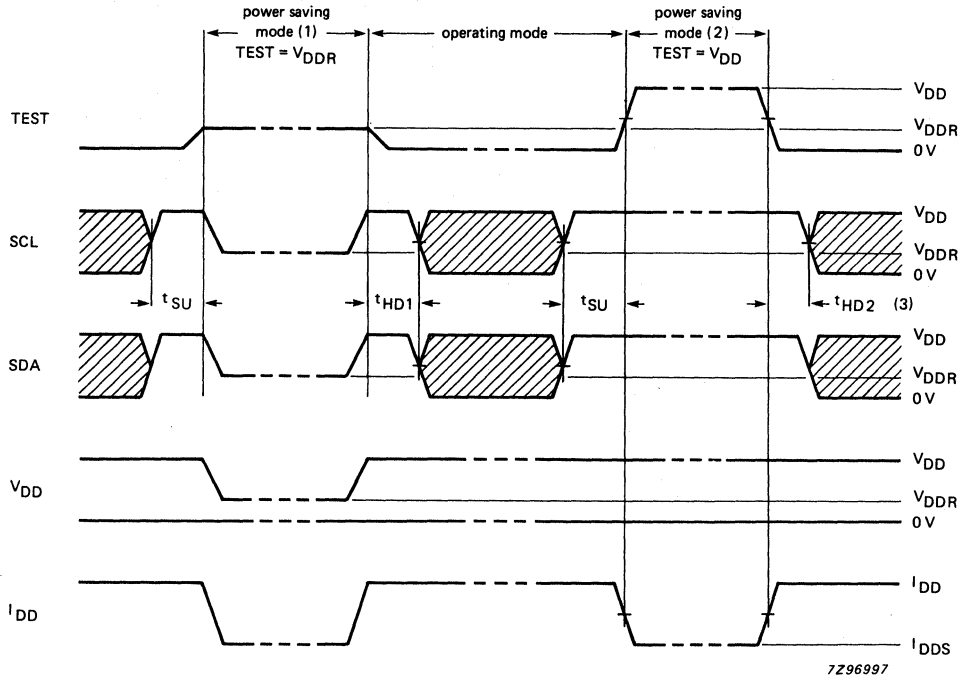 power saving
mode (1)
TEST = VDDR
operating mode
power saving
mode (2)
TEST = VDD
TEST
VDD
VDDR
0 V
SCL
VDD
VDDR
0 V
tSU
tHD1
tSU
tHD2 (3)
SDA
VDD
VDDR
0 V
VDD
VDD
VDDR
0 V
IDD
IDD
IDDS
7Z96997